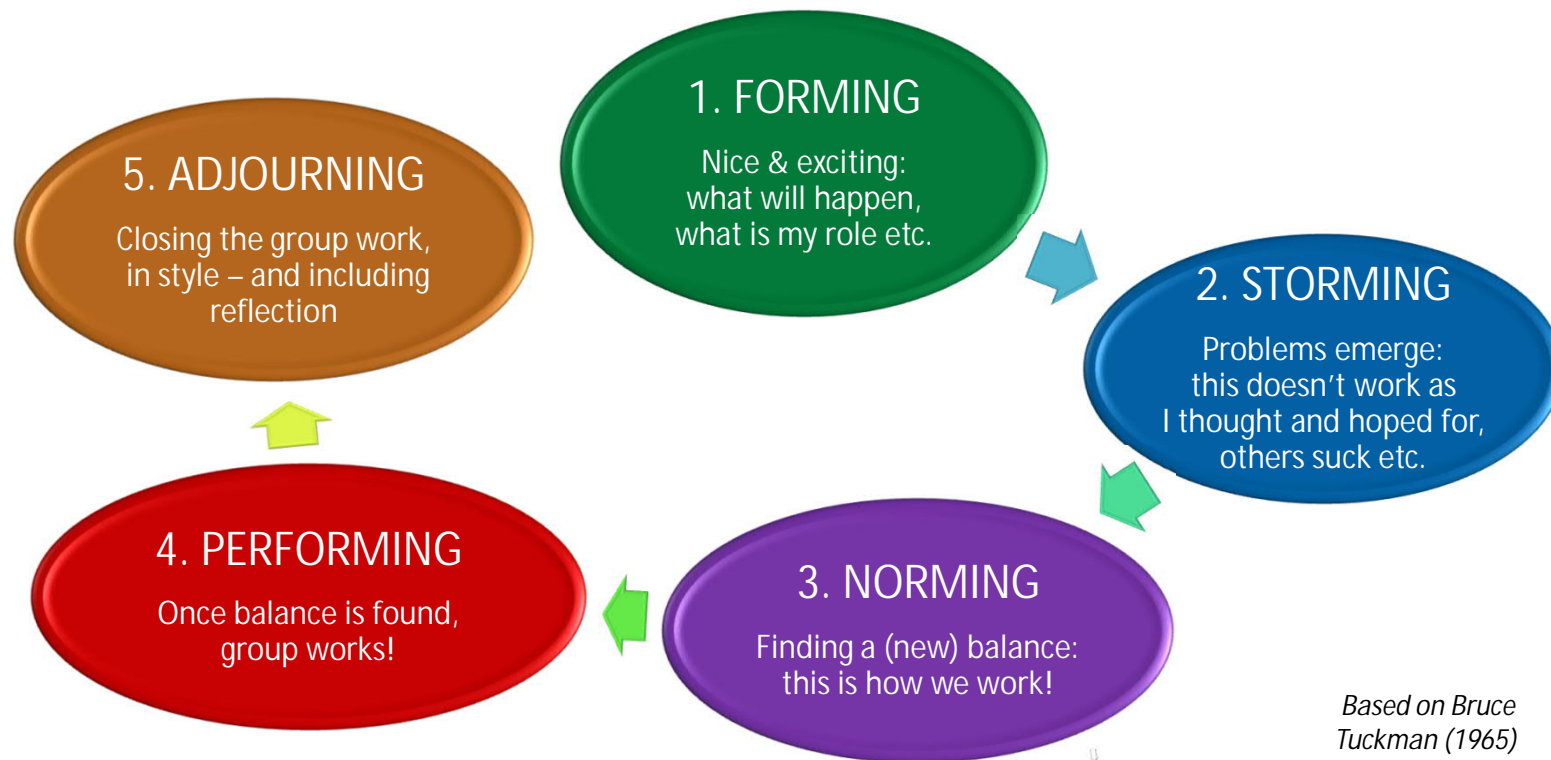 1. FORMING
Nice & exciting:
what will happen,
what is my role etc.
2. STORMING
Problems emerge:
this doesn’t work as
I thought and hoped for,
others suck etc.
3. NORMING
Finding a (new) balance:
this is how we work!
4. PERFORMING
Once balance is found,
group works!
5. ADJOURNING
Closing the group work,
in style – and including
reflection
Based on Bruce
Tuckman (1965)